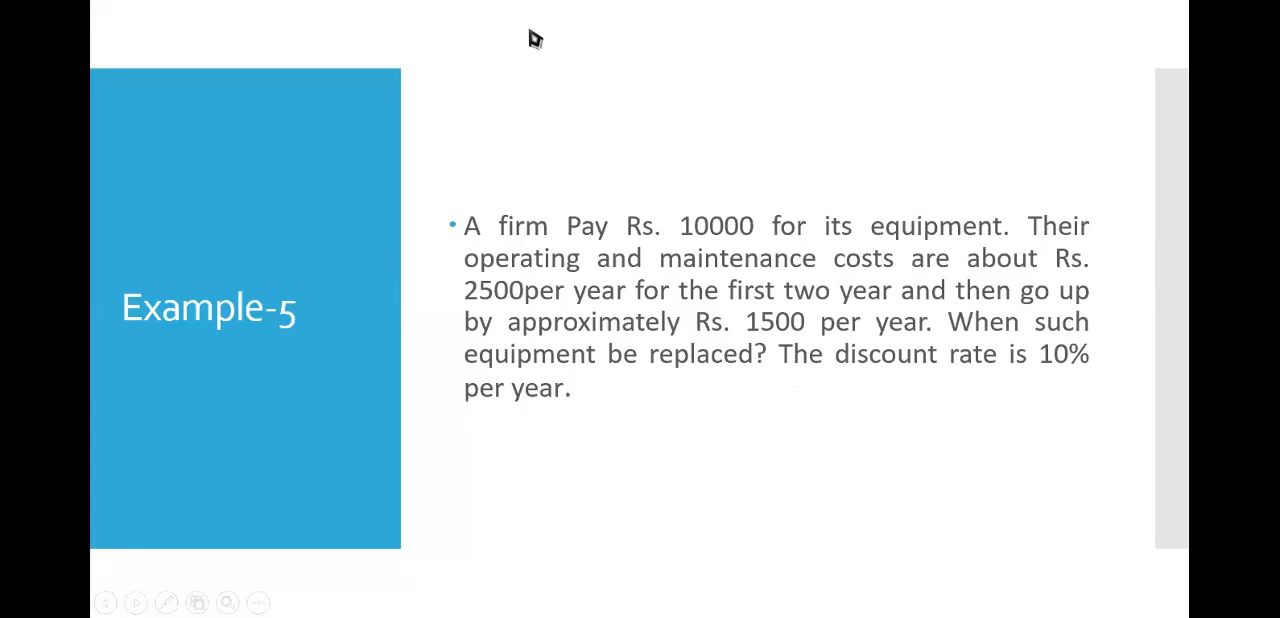 Example-5
• A firm Pay Rs. 10000 for its equipment. Their
operating and maintenance costs are about Rs.
2500per year for the first two year and then go up
by approximately Rs. 1500 per year. When such
equipment be replaced? The discount rate is 10%
per year.